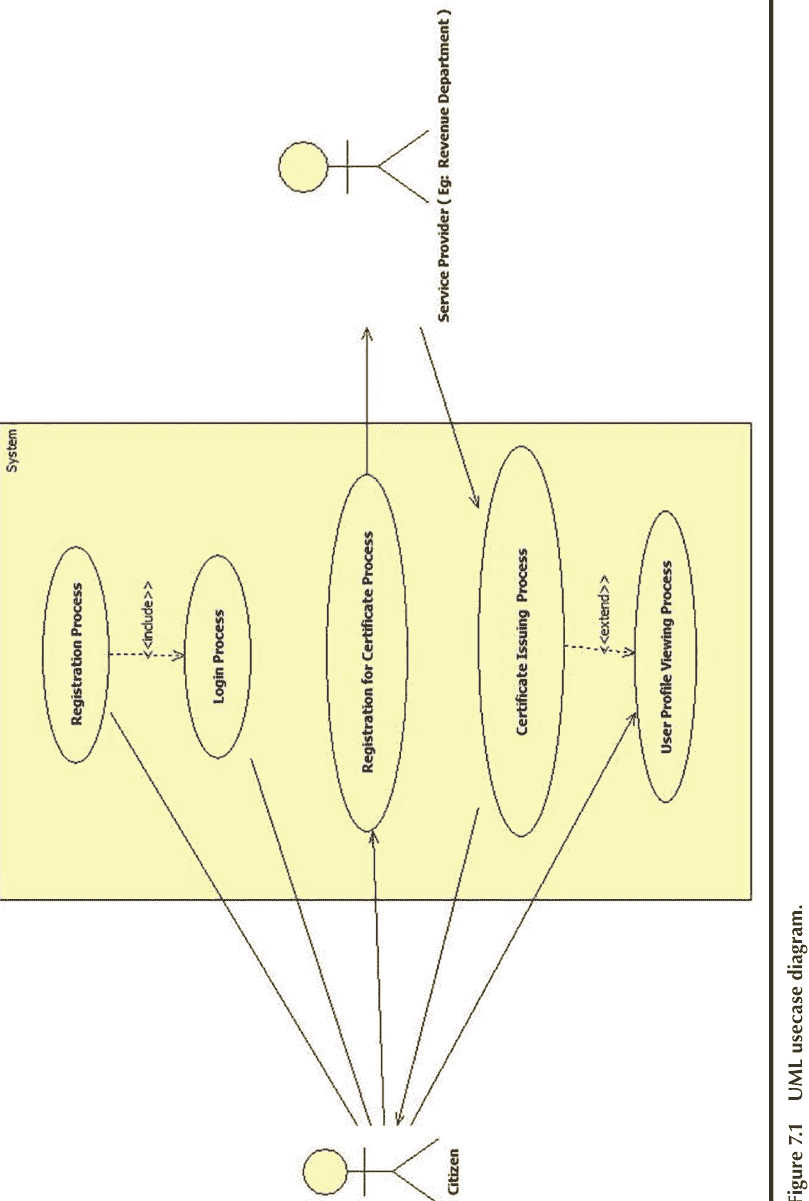 System
Registration Process
<<include>>
Login Process
Registration for Certificate Process
Certificate Issuing Process
<<extend>>
User Profile Viewing Process
Citizen
Service Provider ( Eg: Revenue Department )
Figure 7.1 UML usecase diagram.